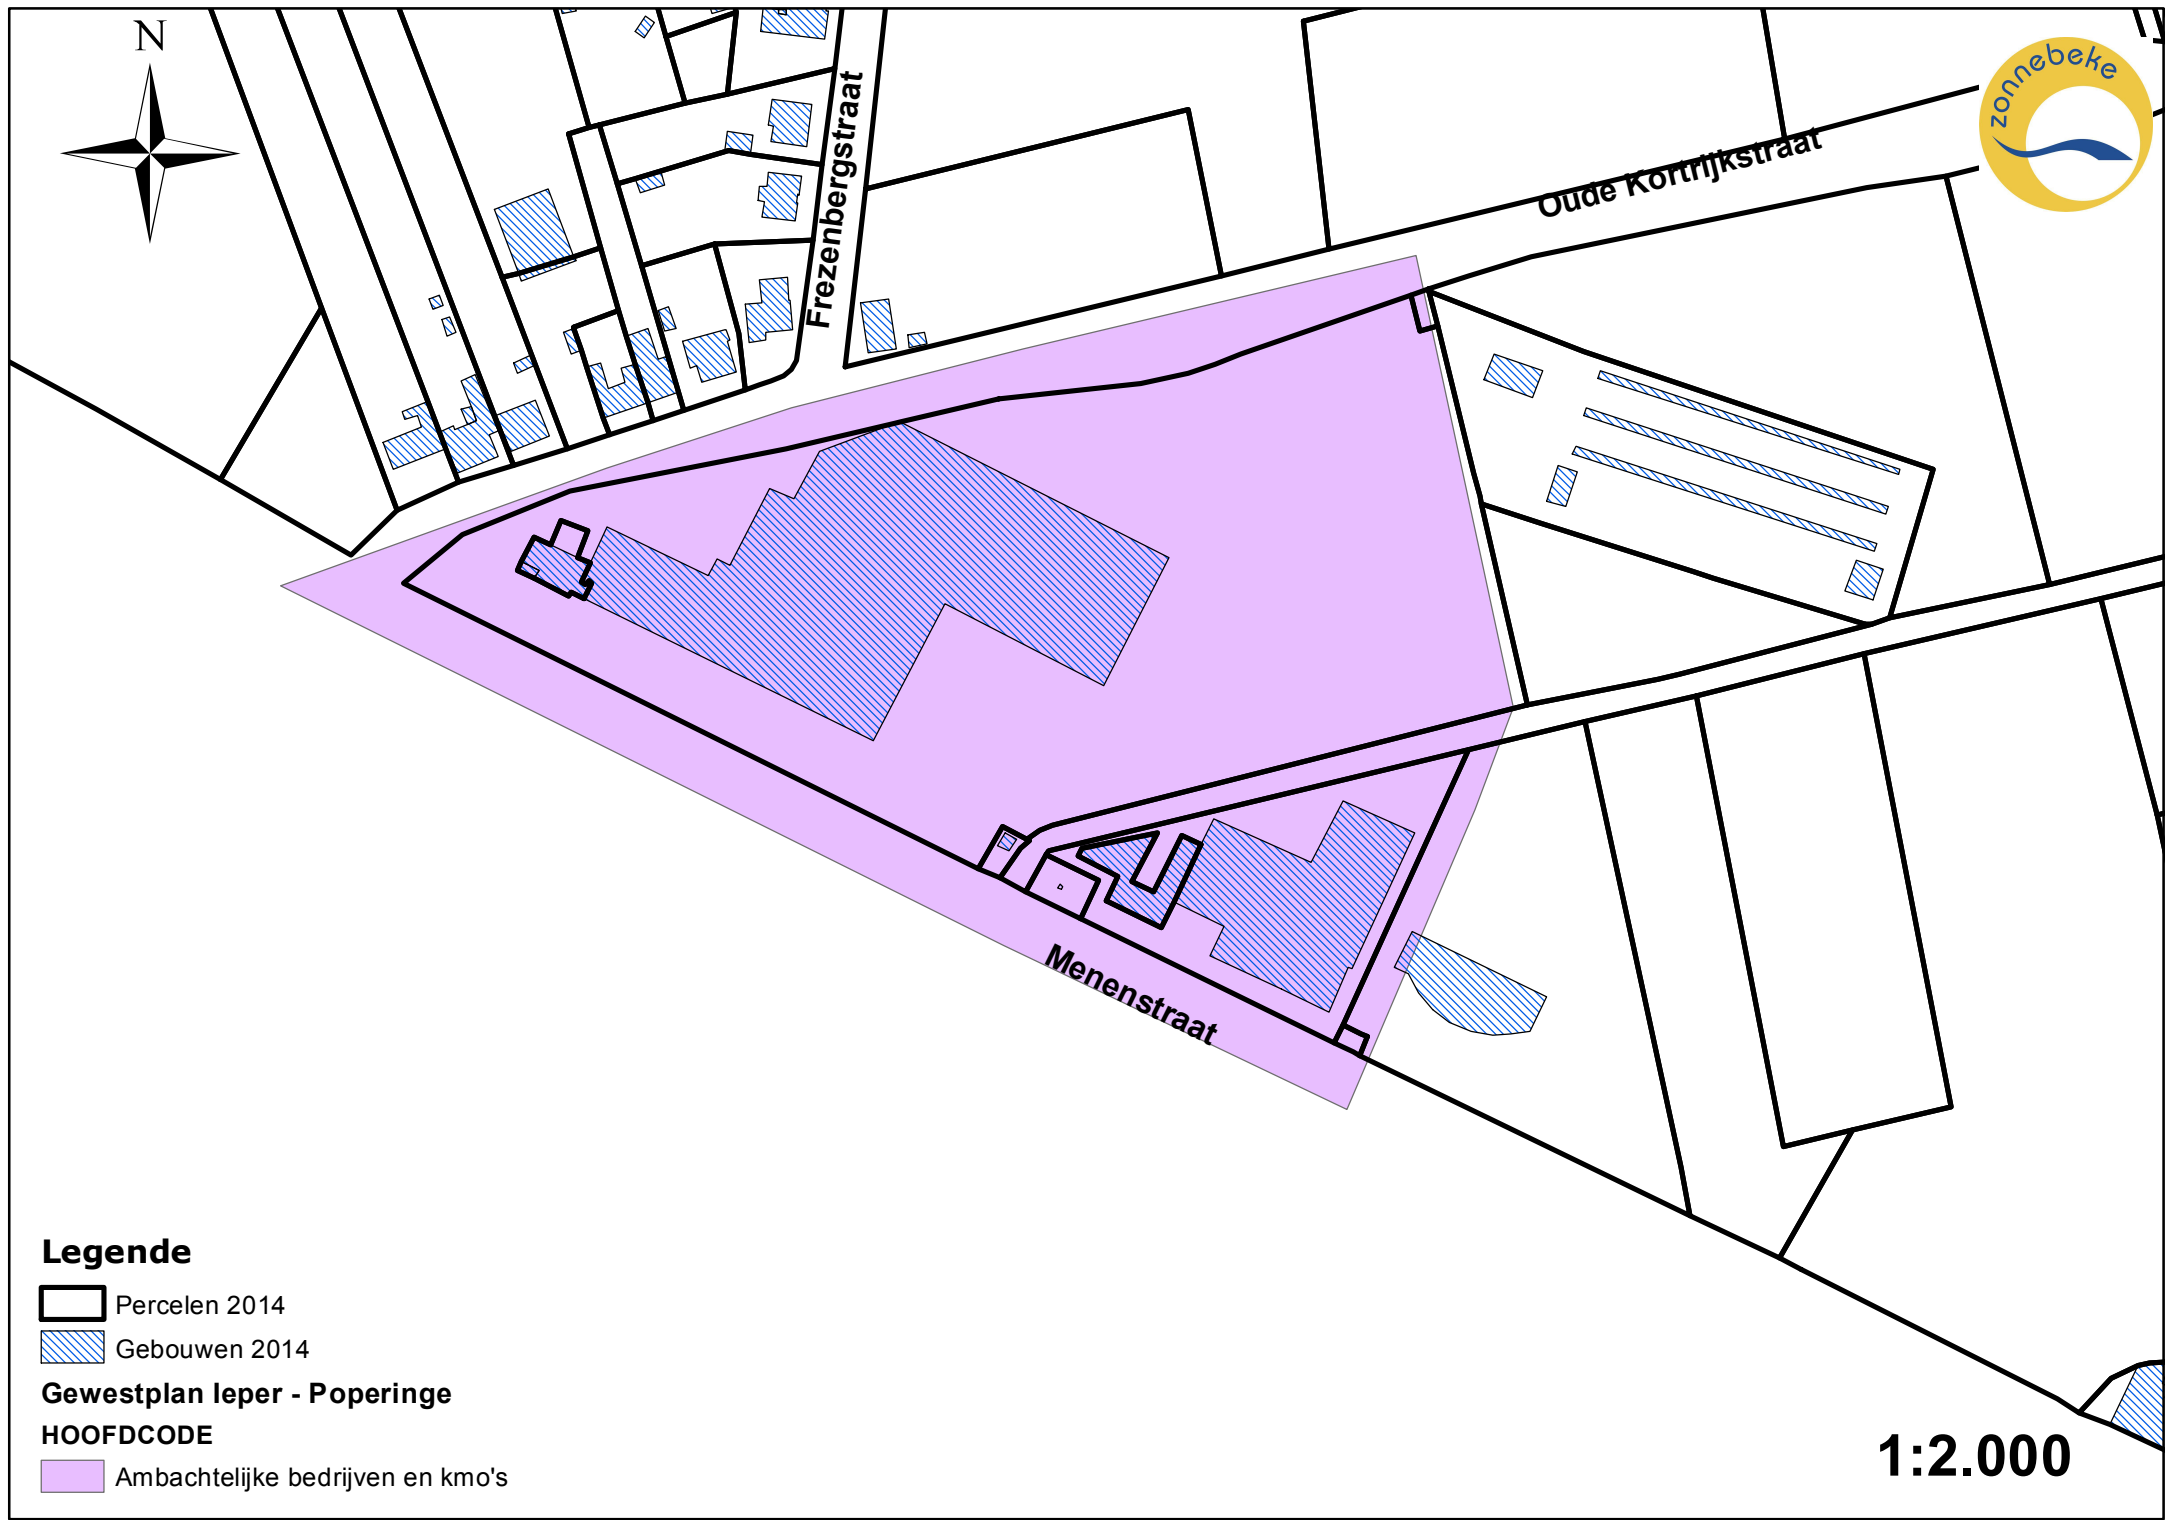 N
zonnebeke
Frezenbergstraat
Oude Kortrijkstraat
Menenstraat
Legende
Percelen 2014
Gebouwen 2014
Gewestplan Ieper - Poperinge
HOOFDCODE
Ambachtelijke bedrijven en kmo's
1:2.000